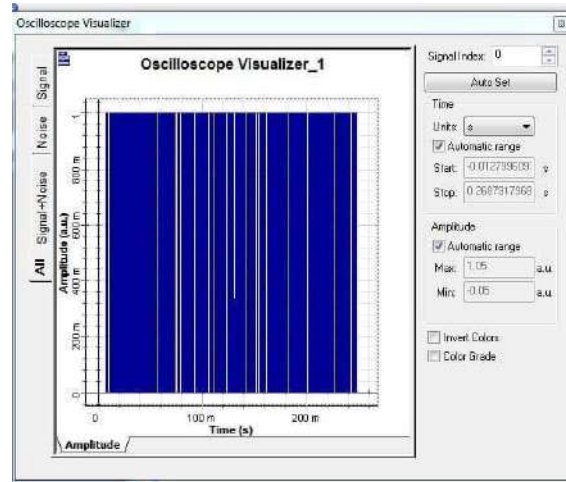 Oscilloscope Visualizer
Oscilloscope Visualizer_1
Signal Index: 0
Auto Set
Time
Units: s
Automatic range
Start: -0.012799609 s
Stop: 0.2687917968 s
Amplitude
Automatic range
Max: 1.05 a.u.
Min: -0.05 a.u.
Invert Colors
Color Grade
Signal
Noise
Signal+Noise
All
Amplitude (a.u.)
1
800 m
600 m
400 m
200 m
0
0 100 m 200 m
Time (s)
Amplitude